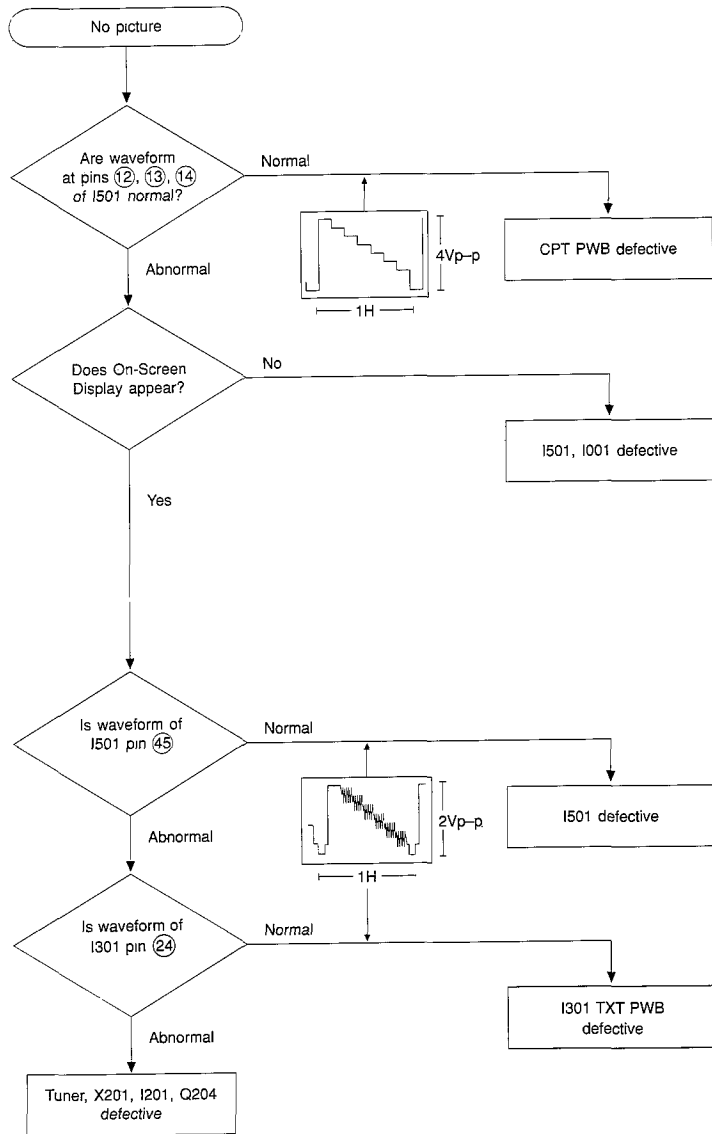 No picture
Are waveform
at pins ⑫, ⑬, ⑭
of I501 normal?
Normal
4Vp–p
1H
CPT PWB defective
Abnormal
Does On-Screen
Display appear?
No
I501, I001 defective
Yes
Is waveform of
I501 pin ㊺
Normal
2Vp–p
1H
I501 defective
Abnormal
Is waveform of
I301 pin ㉔
Normal
I301 TXT PWB
defective
Abnormal
Tuner, X201, I201, Q204
defective